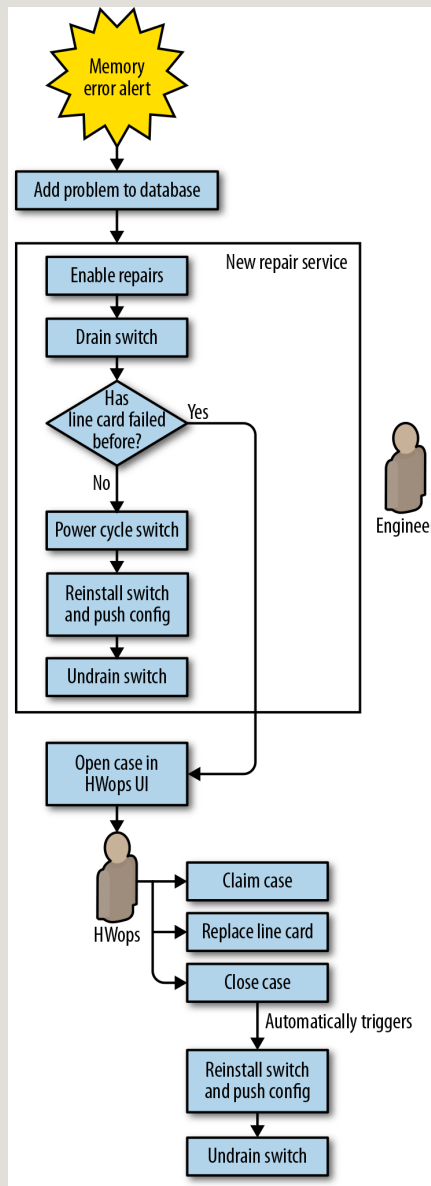 Memory
error alert
Add problem to database
New repair service
Enable repairs
Drain switch
Has
line card failed
before?
Yes
No
Enginee
Power cycle switch
Reinstall switch
and push config
Undrain switch
Open case in
HWops UI
HWops
Claim case
Replace line card
Close case
Automatically triggers
Reinstall switch
and push config
Undrain switch